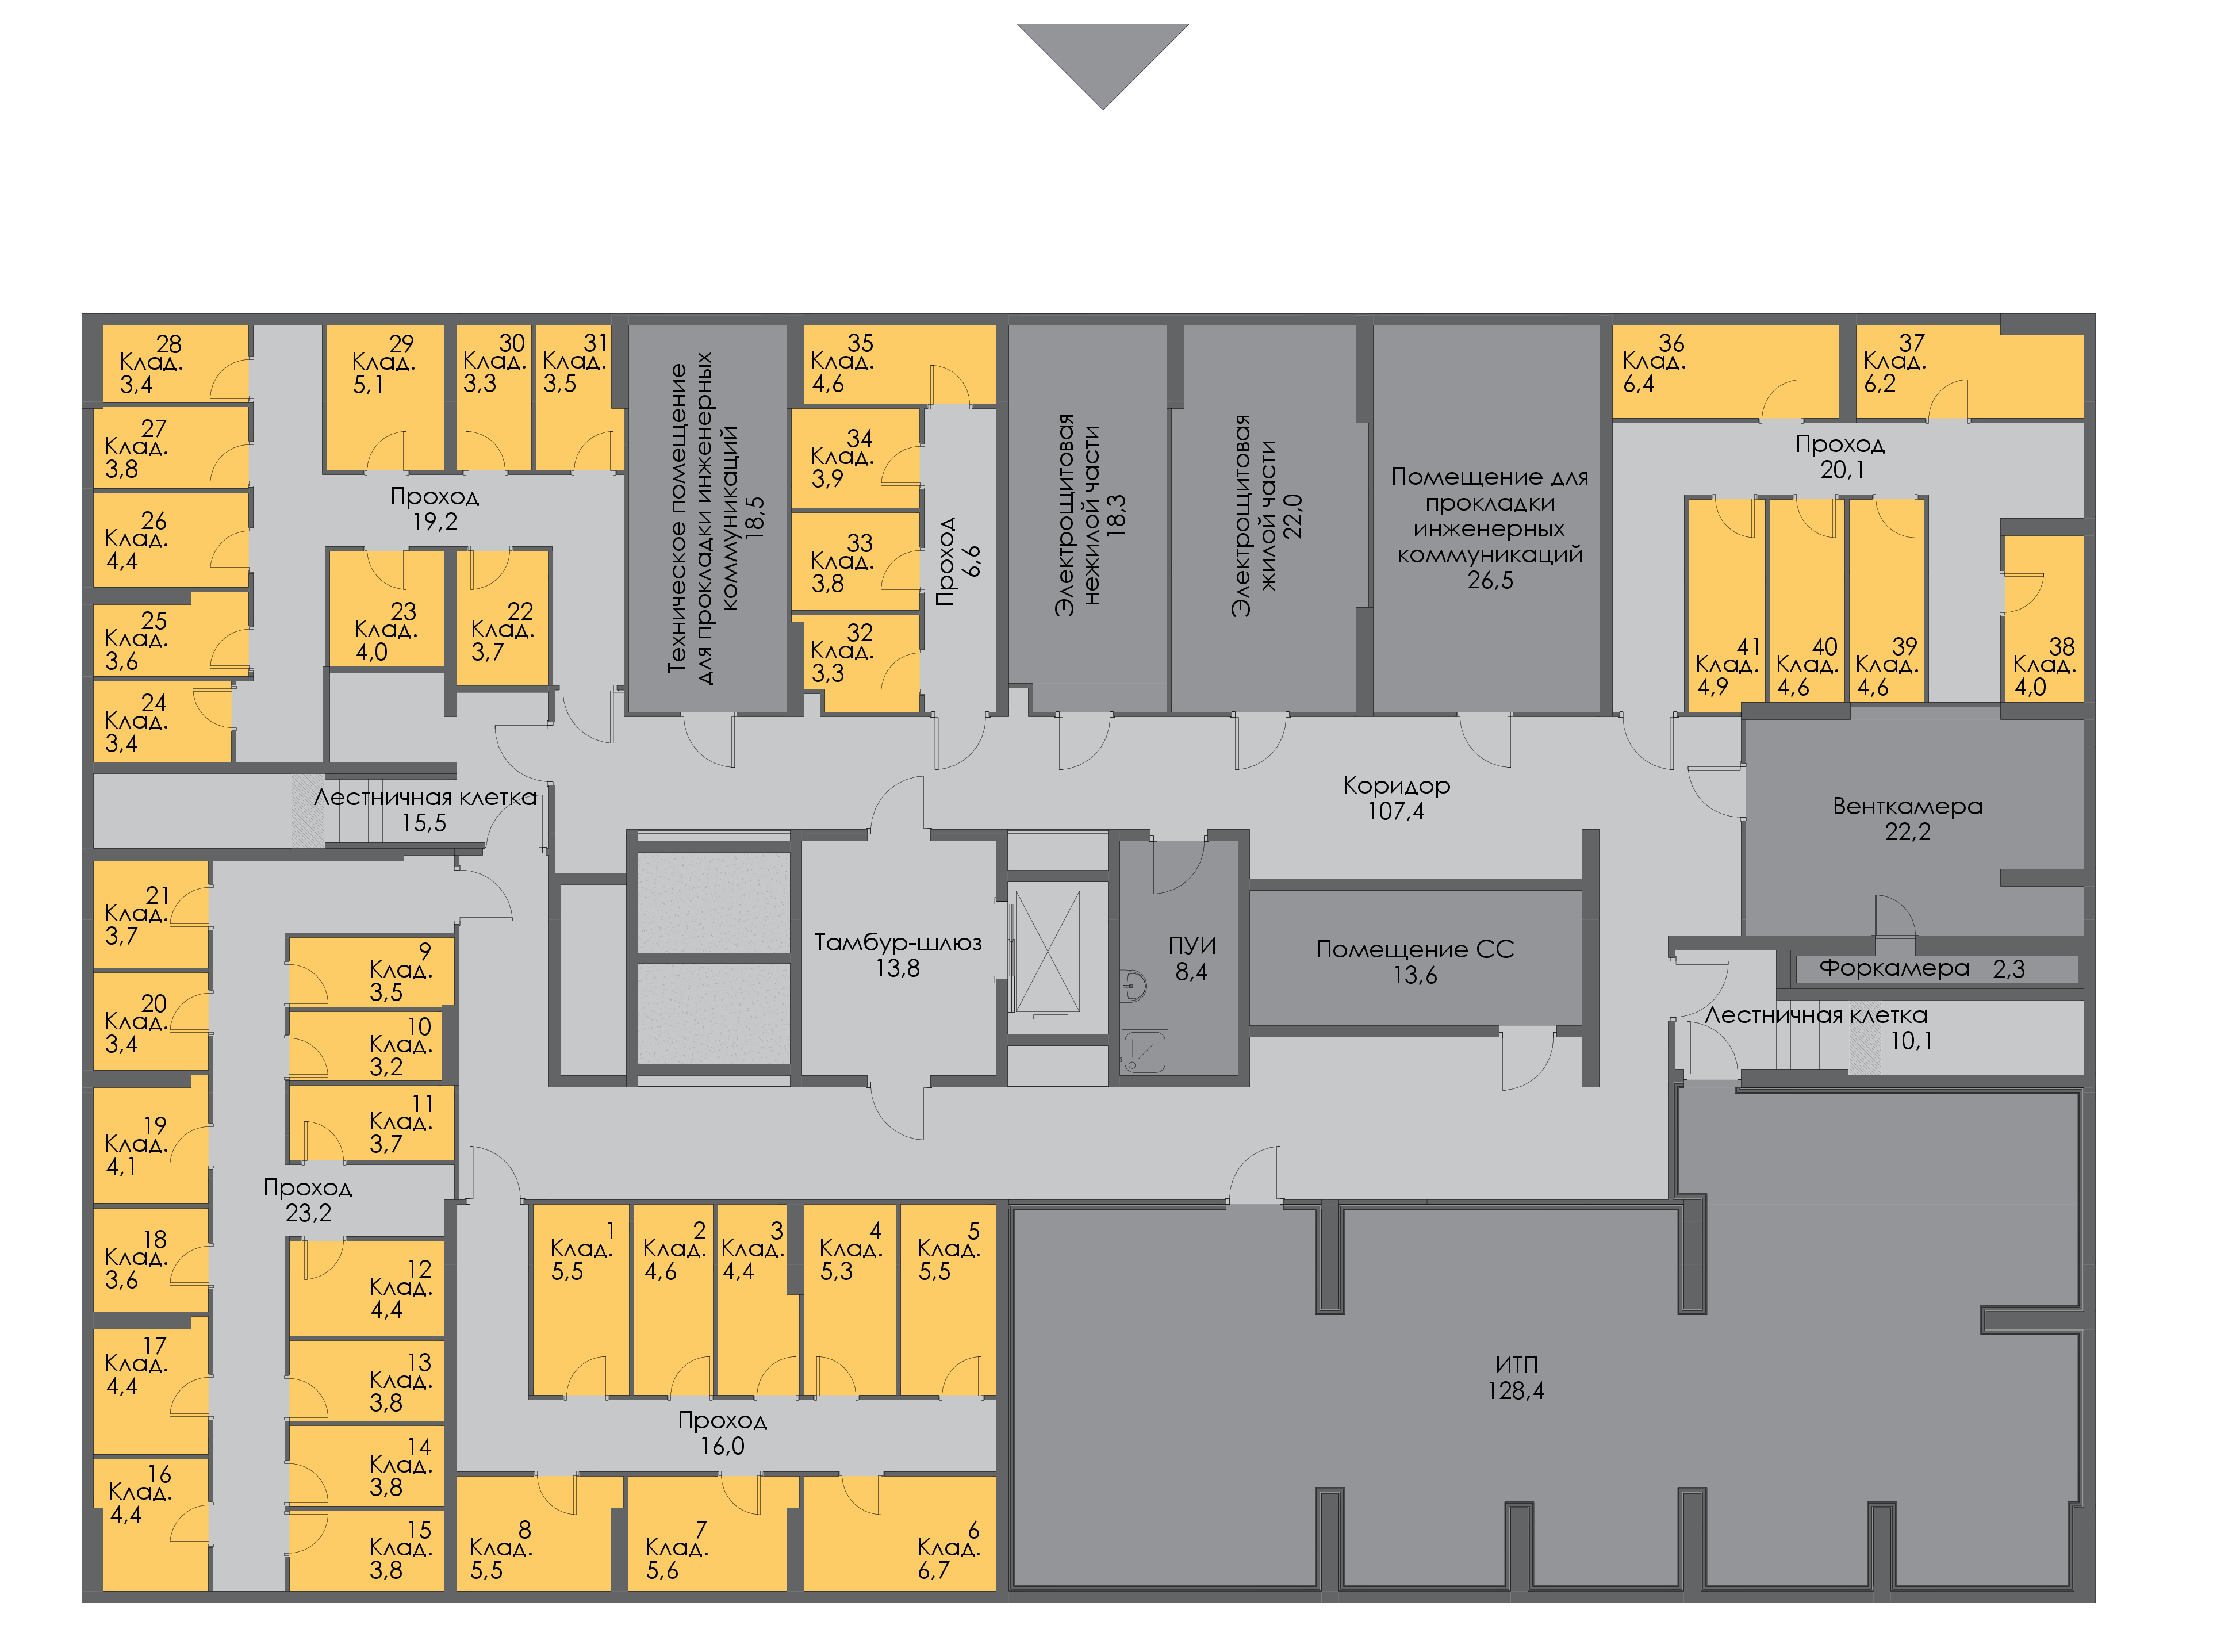 28
Клад.
3,4
27
Клад.
3,8
26
Клад.
4,4
25
Клад.
3,6
24
Клад.
3,4
29
Клад.
5,1
30
Клад.
3,3
31
Клад.
3,5
Проход
19,2
23
Клад.
4,0
22
Клад.
3,7
Техническое помещение
для прокладки инженерных
коммуникаций
18,5
35
Клад.
4,6
34
Клад.
3,9
33
Клад.
3,8
32
Клад.
3,3
Проход
6,6
Электрощитовая
нежилой части
18,3
Электрощитовая
жилой части
22,0
Помещение для
прокладки
инженерных
коммуникаций
26,5
36
Клад.
6,4
37
Клад.
6,2
Проход
20,1
41
Клад.
4,9
40
Клад.
4,6
39
Клад.
4,6
38
Клад.
4,0
Лестничная клетка
15,5
Коридор
107,4
Венткамера
22,2
Форкамера 2,3
Лестничная клетка
10,1
Тамбур-шлюз
13,8
ПУИ
8,4
Помещение СС
13,6
21
Клад.
3,7
20
Клад.
3,4
19
Клад.
4,1
18
Клад.
3,6
17
Клад.
4,4
16
Клад.
4,4
9
Клад.
3,5
10
Клад.
3,2
11
Клад.
3,7
Проход
23,2
12
Клад.
4,4
13
Клад.
3,8
14
Клад.
3,8
15
Клад.
3,8
1
Клад.
5,5
2
Клад.
4,6
3
Клад.
4,4
4
Клад.
5,3
5
Клад.
5,5
Проход
16,0
8
Клад.
5,5
7
Клад.
5,6
6
Клад.
6,7
ИТП
128,4